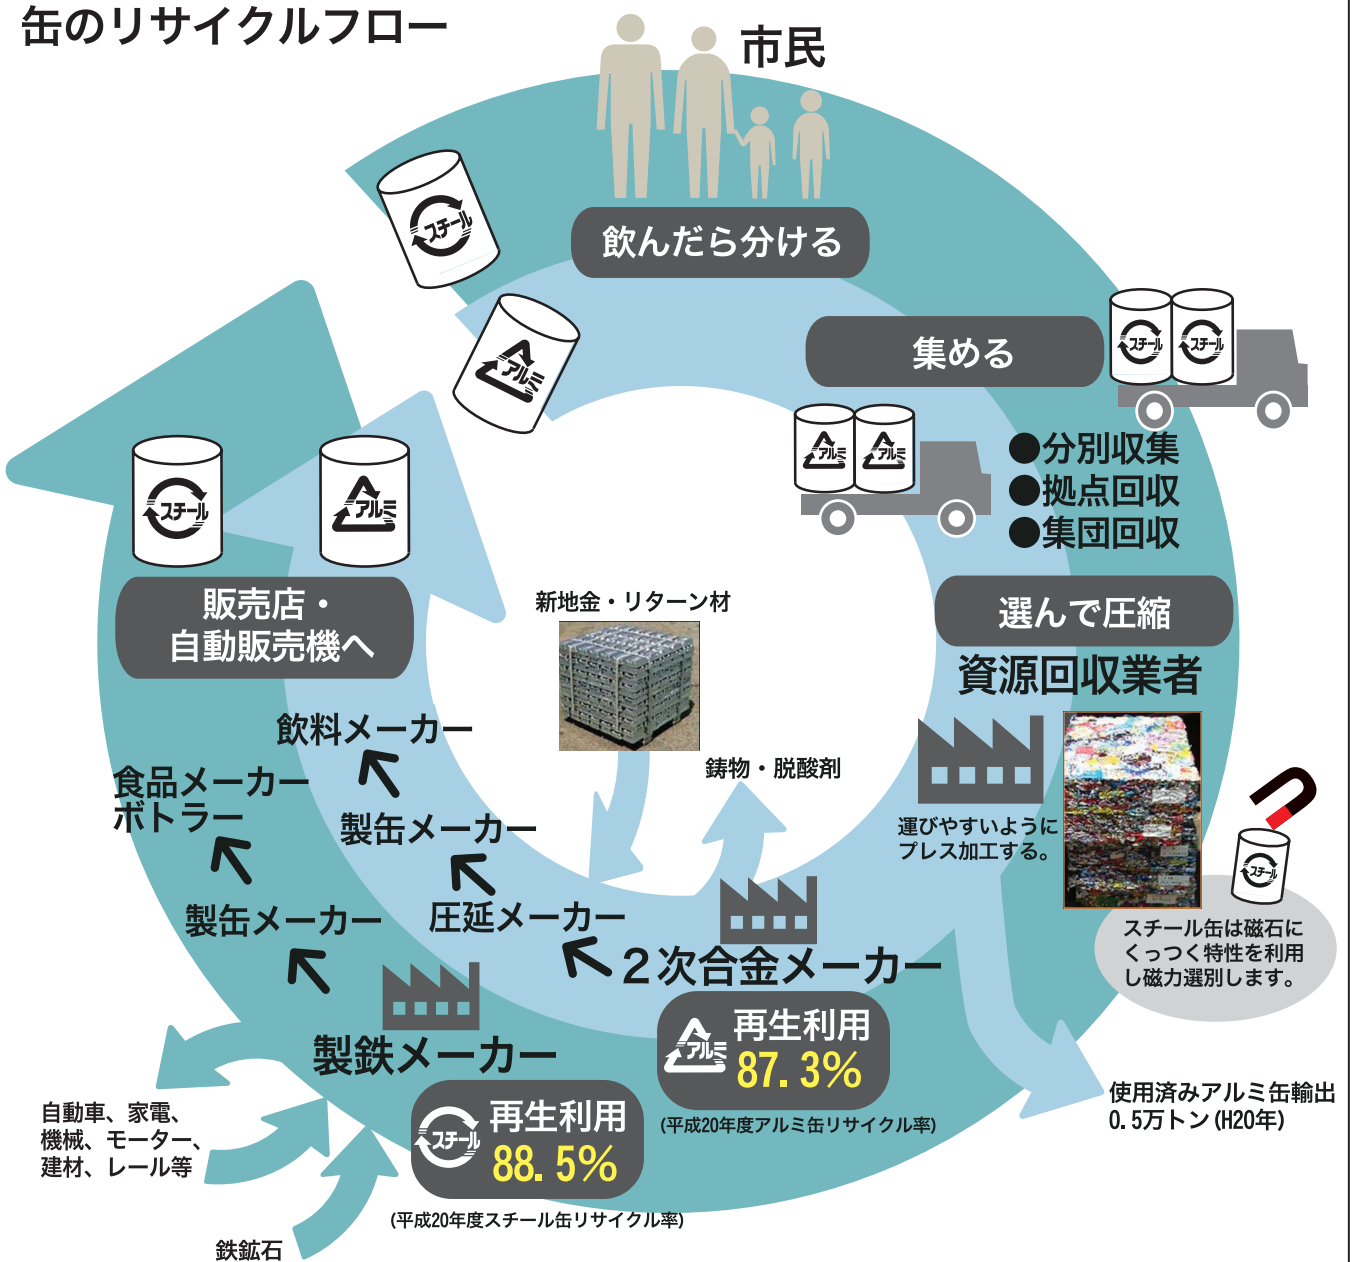 缶のリサイクルフロー
市民
スチール
飲んだら分ける
アルミ
集める
スチール
スチール
アルミ
アルミ
●分別収集
●拠点回収
●集団回収
スチール
アルミ
販売店・
自動販売機へ
新地金・リターン材
選んで圧縮
資源回収業者
飲料メーカー
鋳物・脱酸剤
食品メーカー
ボトラー
製缶メーカー
運びやすいように
プレス加工する。
スチール
製缶メーカー
圧延メーカー
スチール缶は磁石に
くっつく特性を利用
し磁力選別します。
2次合金メーカー
製鉄メーカー
アルミ
再生利用
87.3%
(平成20年度アルミ缶リサイクル率)
使用済みアルミ缶輸出
0.5万トン(H20年)
自動車、家電、
機械、モーター、
建材、レール等
スチール
再生利用
88.5%
(平成20年度スチール缶リサイクル率)
鉄鉱石